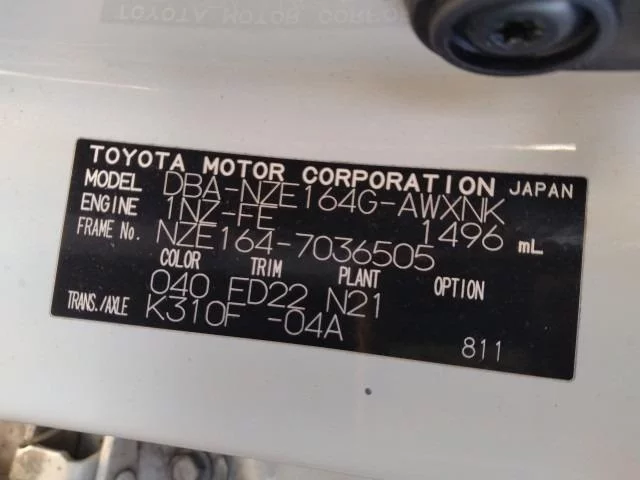 TOYOTA MOTOR CORPORATION JAPAN
MODEL DBA-NZE164G-AWXNK
ENGINE 1NZ-FE 1496 mL
FRAME No. NZE164-7036505
COLOR TRIM PLANT OPTION
040 FD22 N21
TRANS./AXLE K310F -04A
811